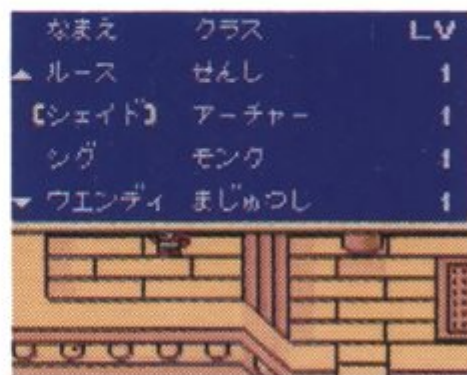 なまえ クラス LV
▲ ルース せんし 1
【シェイド】 アーチャー 1
シグ モンク 1
▼ ウエンディ まじゅつし 1